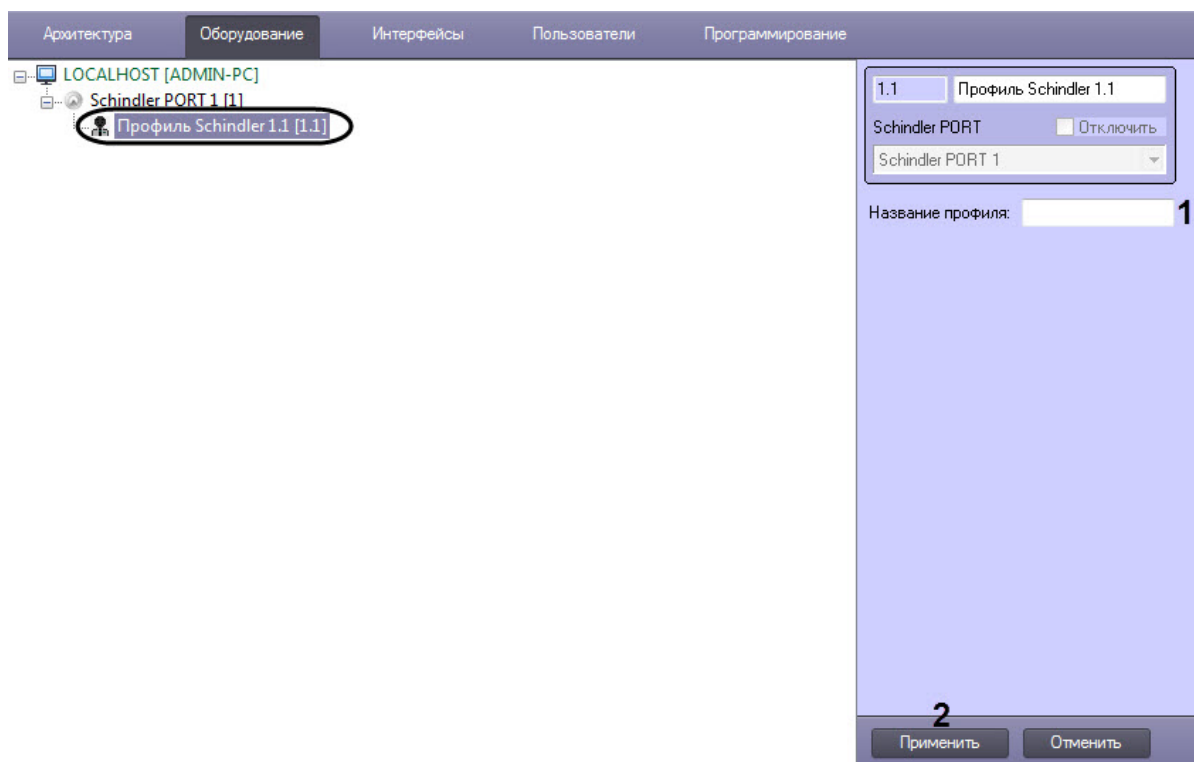 Архитектура Оборудование Интерфейсы Пользователи Программирование
LOCALHOST [ADMIN-PC]
Schindler PORT 1 [1]
Профиль Schindler 1.1 [1.1]
1.1 Профиль Schindler 1.1
Schindler PORT Отключить
Schindler PORT 1
Название профиля: 1
2
Применить Отменить